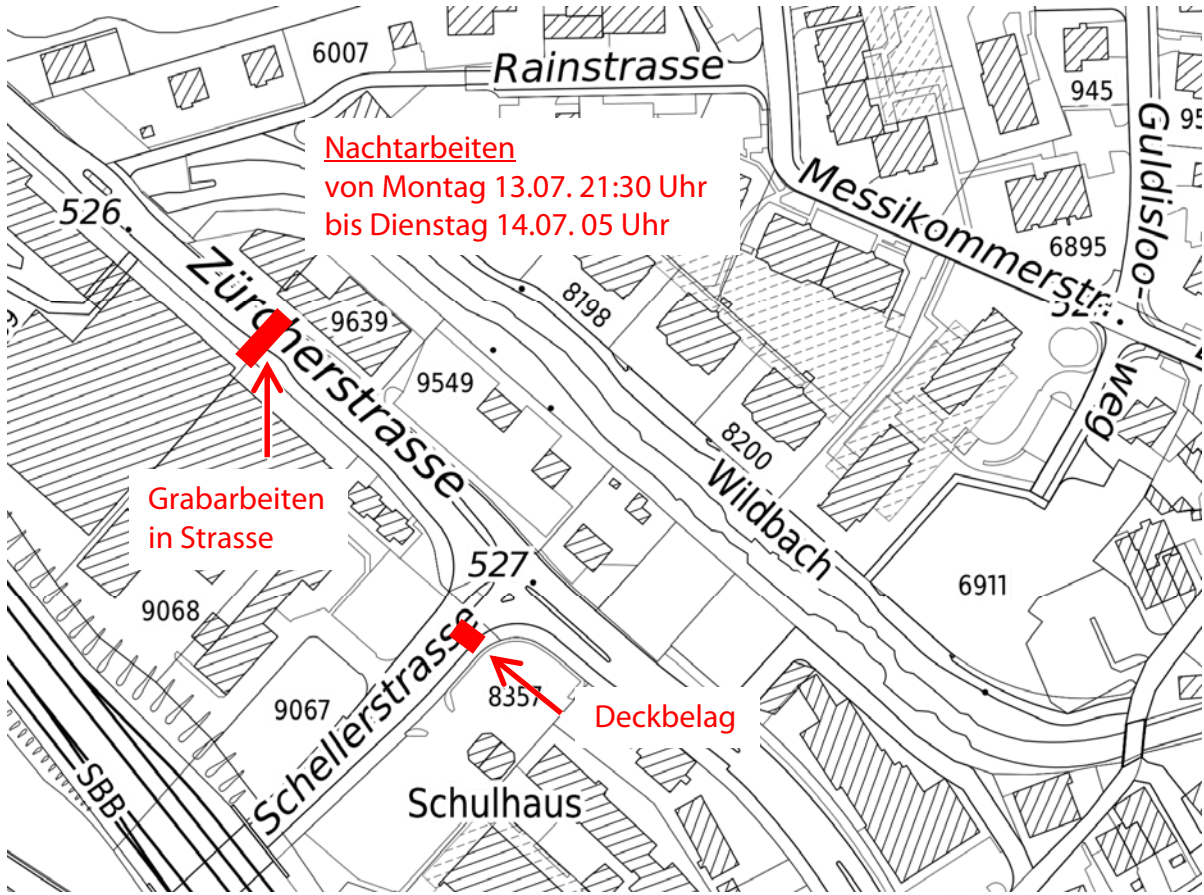 6007
Rainstrasse
945
Guldisloo-
Nachtarbeiten
von Montag 13.07. 21:30 Uhr
bis Dienstag 14.07. 05 Uhr
Messikommerstr.
526
6895
Zürcherstrasse
9639
8198
9549
weg
8200
Wildbach
Grabarbeiten
in Strasse
527
6911
9068
Schellerstrasse
9067
8357
Deckbelag
SBB
Schulhaus